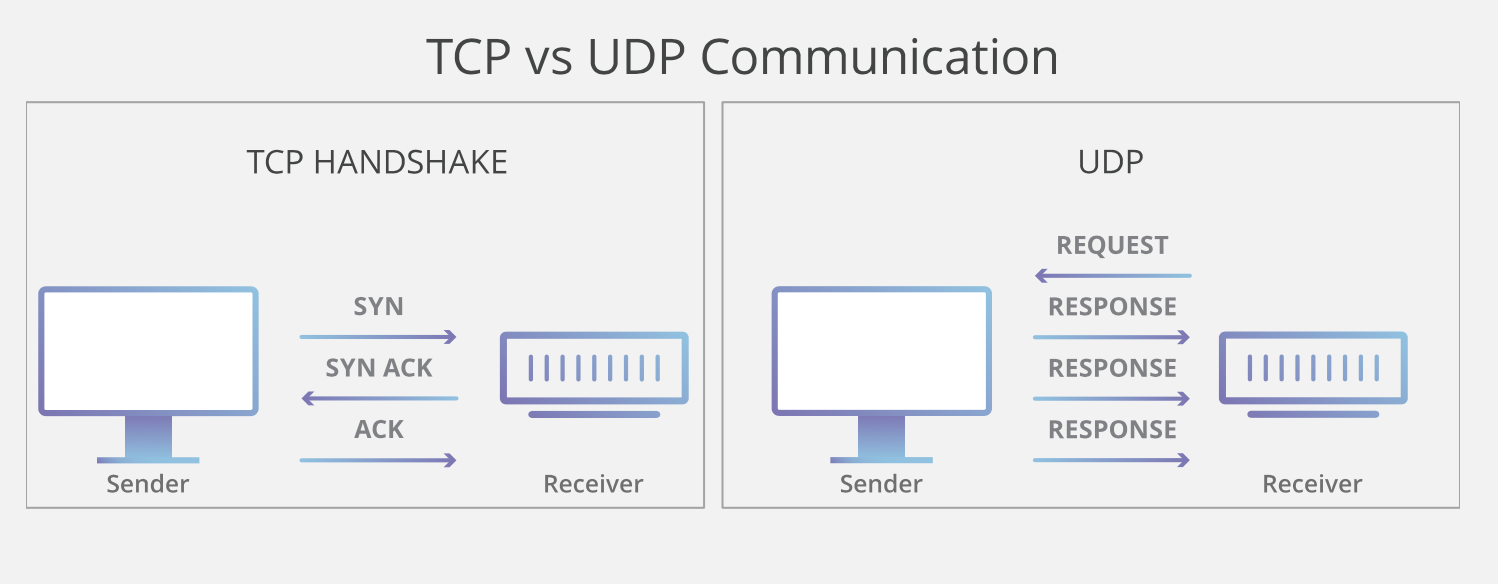 TCP vs UDP Communication
TCP HANDSHAKE
SYN
SYN ACK
ACK
Sender
Receiver
UDP
REQUEST
RESPONSE
RESPONSE
RESPONSE
Sender
Receiver